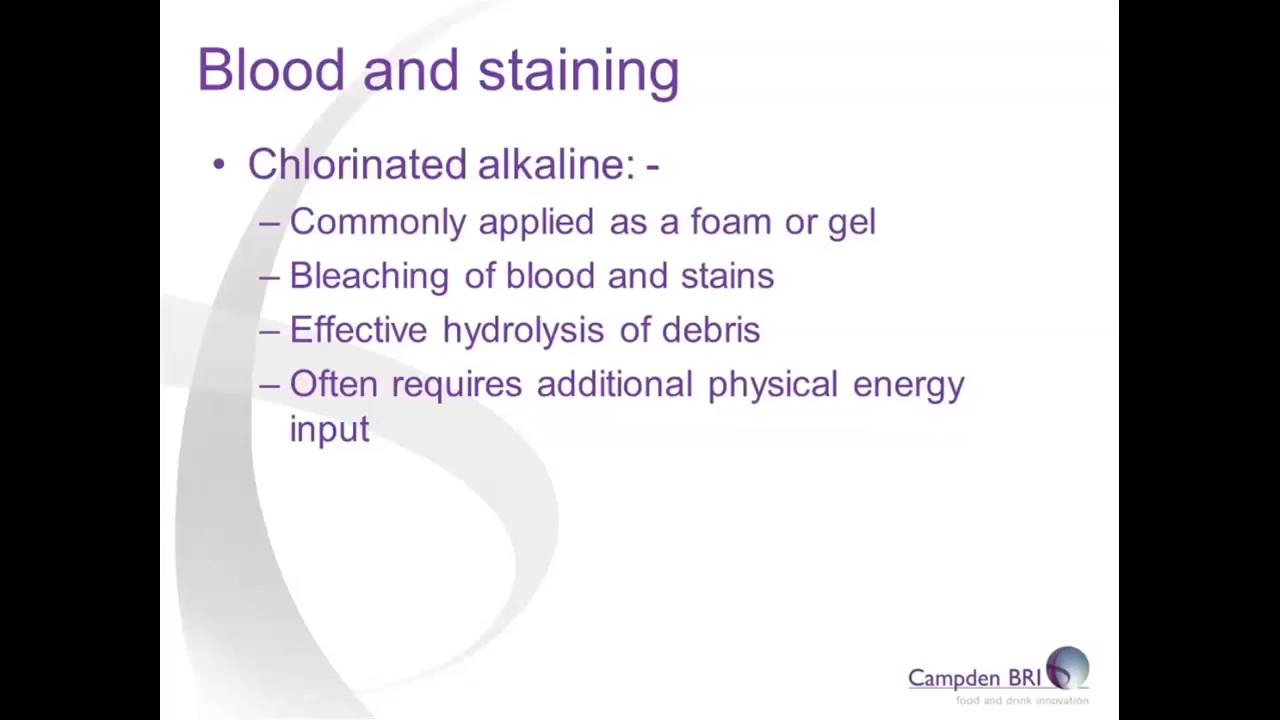 Blood and staining
• Chlorinated alkaline: -
– Commonly applied as a foam or gel
– Bleaching of blood and stains
– Effective hydrolysis of debris
– Often requires additional physical energy
input
Campden BRI
food and drink innovation